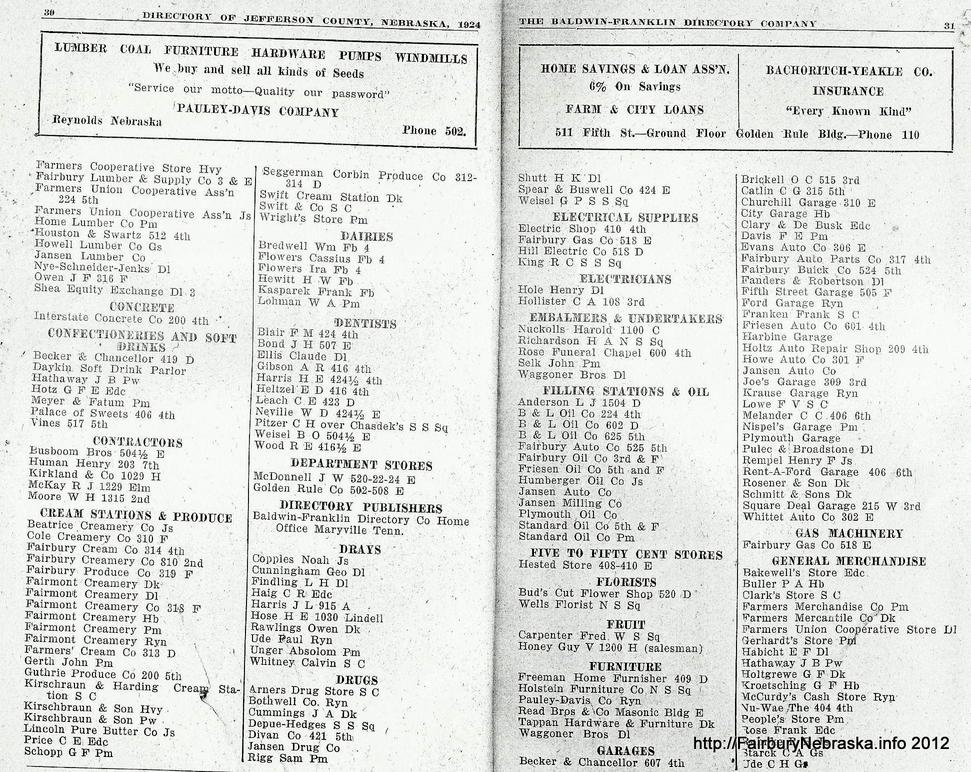 30
DIRECTORY OF JEFFERSON COUNTY, NEBRASKA, 1924
LUMBER COAL FURNITURE HARDWARE PUMPS WINDMILLS
We buy and sell all kinds of Seeds
"Service our motto—Quality our password"
PAULEY-DAVIS COMPANY
Reynolds Nebraska
Phone 502.
Farmers Cooperative Store Hvy
Fairbury Lumber & Supply Co 3 & E
Farmers Union Cooperative Ass'n
224 5th
Farmers Union Cooperative Ass'n Js
Home Lumber Co Pm
Houston & Swartz 512 4th
Howell Lumber Co Gs
Jansen Lumber Co
Nye-Schneider-Jenks Dl
Owen J F 316 F
Shea Equity Exchange Dl 3
CONCRETE
Interstate Concrete Co 200 4th
CONFECTIONERIES AND SOFT
DRINKS
Becker & Chancellor 419 D
Daykin Soft Drink Parlor
Hathaway J B Pw
Hotz G F E Edc
Meyer & Fatum Pm
Palace of Sweets 406 4th
Vines 517 5th
CONTRACTORS
Busboom Bros 504½ E
Human Henry 203 7th
Kirkland & Co 1029 H
McKay R J 1229 Elm
Moore W H 1315 2nd
CREAM STATIONS & PRODUCE
Beatrice Creamery Co Js
Cole Creamery Co 310 F
Fairbury Cream Co 314 4th
Fairbury Creamery Co 810 2nd
Fairbury Produce Co 319 F
Fairmont Creamery Dk
Fairmont Creamery Dl
Fairmont Creamery Co 318 F
Fairmont Creamery Hb
Fairmont Creamery Pm
Fairmont Creamery Ryn
Farmers' Cream Co 313 D
Gerth John Pm
Guthrie Produce Co 200 5th
Kirschraun & Harding Cream Sta-
tion S C
Kirschbraun & Son Hvy
Kirschbraun & Son Pw
Lincoln Pure Butter Co Js
Price C E Edc
Schopp G F Pm
Seggerman Corbin Produce Co 312-
314 D
Swift Cream Station Dk
Swift & Co S C
Wright's Store Pm
DAIRIES
Bredwell Wm Fb 4
Flowers Cassius Fb 4
Flowers Ira Fb 4
Hewitt H W Fb
Kasparek Frank Fb
Lohman W A Pm
DENTISTS
Blair F M 424 4th
Bond J H 507 E
Ellis Claude Dl
Gibson A R 416 4th
Harris H E 424½ 4th
Heltzel E D 416 4th
Leach C E 423 D
Neville W D 424½ E
Pitzer C H over Chasdek's S S Sq
Weisel B O 504½ E
Wood R E 416½ E
DEPARTMENT STORES
McDonnell J W 520-22-24 E
Golden Rule Co 502-508 E
DIRECTORY PUBLISHERS
Baldwin-Franklin Directory Co Home
Office Maryville Tenn.
DRAYS
Copples Noah Js
Cunningham Geo Dl
Findling L H Dl
Haig C R Edc
Harris J L 915 A
Hose H E 1030 Lindell
Rawlings Owen Dk
Ude Paul Ryn
Unger Absolom Pm
Whitney Calvin S C
DRUGS
Arners Drug Store S C
Bothwell Co. Ryn
Cummings J A Dk
Depue-Hedges S S Sq
Divan Co 421 5th
Jansen Drug Co
Rigg Sam Pm
THE BALDWIN-FRANKLIN DIRECTORY COMPANY
31
HOME SAVINGS & LOAN ASS'N.
6% On Savings
FARM & CITY LOANS
BACHORITCH-YEAKLE CO.
INSURANCE
"Every Known Kind"
511 Fifth St.—Ground Floor Golden Rule Bldg.—Phone 110
Shutt H K Dl
Spear & Buswell Co 424 E
Weisel G P S S Sq
ELECTRICAL SUPPLIES
Electric Shop 410 4th
Fairbury Gas Co 518 E
Hill Electric Co 518 D
King R C S S Sq
ELECTRICIANS
Hole Henry Dl
Hollister C A 108 3rd
EMBALMERS & UNDERTAKERS
Nuckolls Harold 1100 C
Richardson H A N S Sq
Rose Funeral Chapel 600 4th
Selk John Pm
Waggoner Bros Dl
FILLING STATIONS & OIL
Anderson L J 1504 D
B & L Oil Co 224 4th
B & L Oil Co 602 D
B & L Oil Co 625 5th
Fairbury Auto Co 525 5th
Fairbury Oil Co 3rd & F
Friesen Oil Co 5th and F
Humberger Oil Co Js
Jansen Auto Co
Jansen Milling Co
Plymouth Oil Co
Standard Oil Co 5th & F
Standard Oil Co Pm
FIVE TO FIFTY CENT STORES
Hested Store 408-410 E
FLORISTS
Bud's Cut Flower Shop 520 D
Wells Florist N S Sq
FRUIT
Carpenter Fred W S Sq
Honey Guy V 1200 H (salesman)
FURNITURE
Freeman Home Furnisher 409 D
Holstein Furniture Co N S Sq
Pauley-Davis Co Ryn
Read Bros & Co Masonic Bldg E
Tappan Hardware & Furniture Dk
Waggoner Bros Dl
GARAGES
Becker & Chancellor 607 4th
Brickell O C 515 3rd
Catlin C G 315 5th
Churchill Garage 310 E
City Garage Hb
Clary & De Busk Edc
Davis F E Pm
Evans Auto Co 306 E
Fairbury Auto Parts Co 317 4th
Fairbury Buick Co 524 5th
Fanders & Robertson Dl
Fifth Street Garage 505 F
Ford Garage Ryn
Franken Frank S C
Friesen Auto Co 601 4th
Harbine Garage
Holtz Auto Repair Shop 209 4th
Howe Auto Co 301 F
Jansen Auto Co
Joe's Garage 309 3rd
Krause Garage Ryn
Lowe F V S C
Melander C C 406 6th
Nispel's Garage Pm
Plymouth Garage
Pulec & Broadstone Dl
Rempel Henry F Js
Rent-A-Ford Garage 406 6th
Rosener & Son Dk
Schmitt & Sons Dk
Square Deal Garage 215 W 3rd
Whittet Auto Co 302 E
GAS MACHINERY
Fairbury Gas Co 518 E
GENERAL MERCHANDISE
Bakewell's Store Edc
Buller P A Hb
Clark's Store S C
Farmers Merchandise Co Pm
Farmers Mercantile Co Dk
Farmers Union Cooperative Store Dl
Gerhardt's Store Pm
Habicht E F Dl
Hathaway J B Pw
Holtgrewe G F Dk
Kroetsching G F Hb
McCurdy's Cash Store Ryn
Nu-Wae The 404 4th
People's Store Pm
Rose Frank Edc
Starck C A Gs
Ude C H Gs
http://FairburyNebraska.info 2012